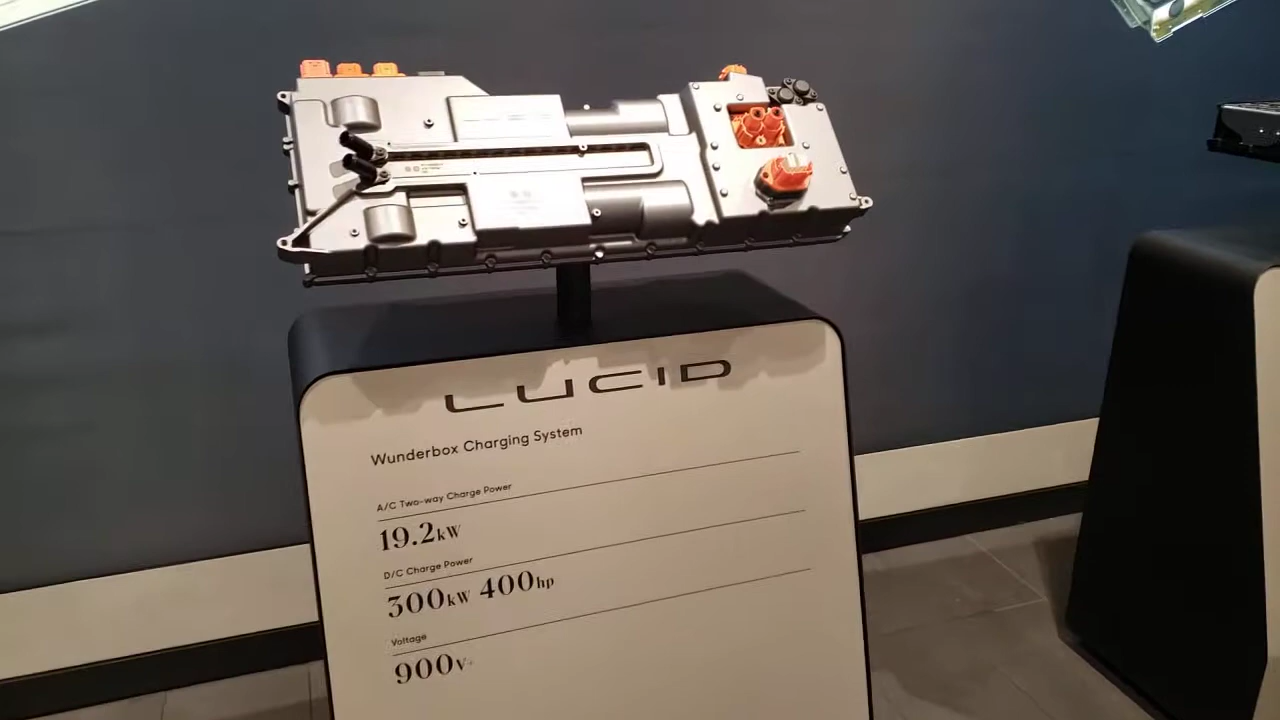 LUCID
Wunderbox Charging System
A/C Two-way Charge Power
19.2kW
D/C Charge Power
300kW 400hp
Voltage
900V+